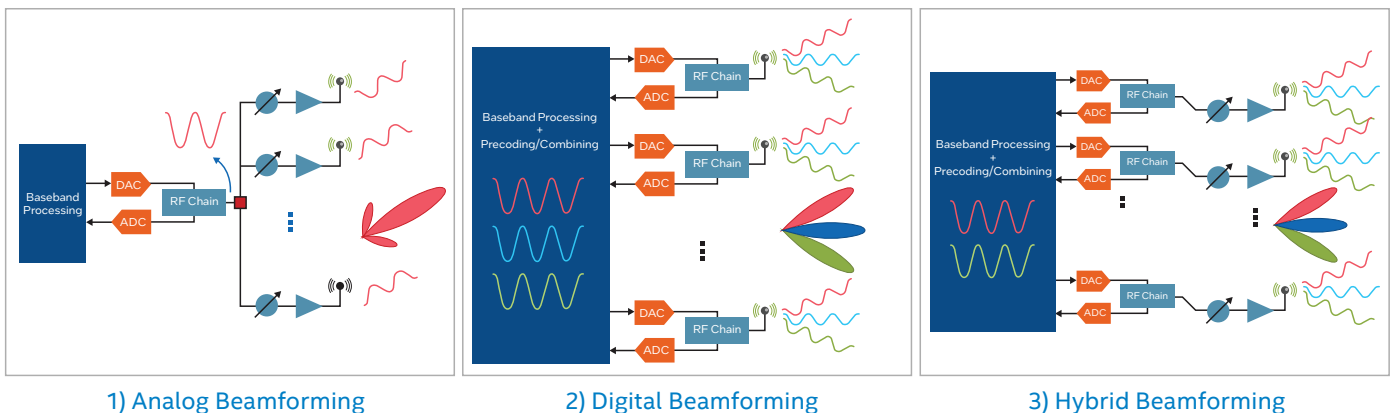 Baseband
Processing
DAC
ADC
RF Chain
1) Analog Beamforming
Baseband Processing
+
Precoding/Combining
DAC
RF Chain
ADC
DAC
RF Chain
ADC
DAC
RF Chain
ADC
2) Digital Beamforming
Baseband Processing
+
Precoding/Combining
DAC
RF Chain
ADC
DAC
RF Chain
ADC
DAC
RF Chain
ADC
3) Hybrid Beamforming